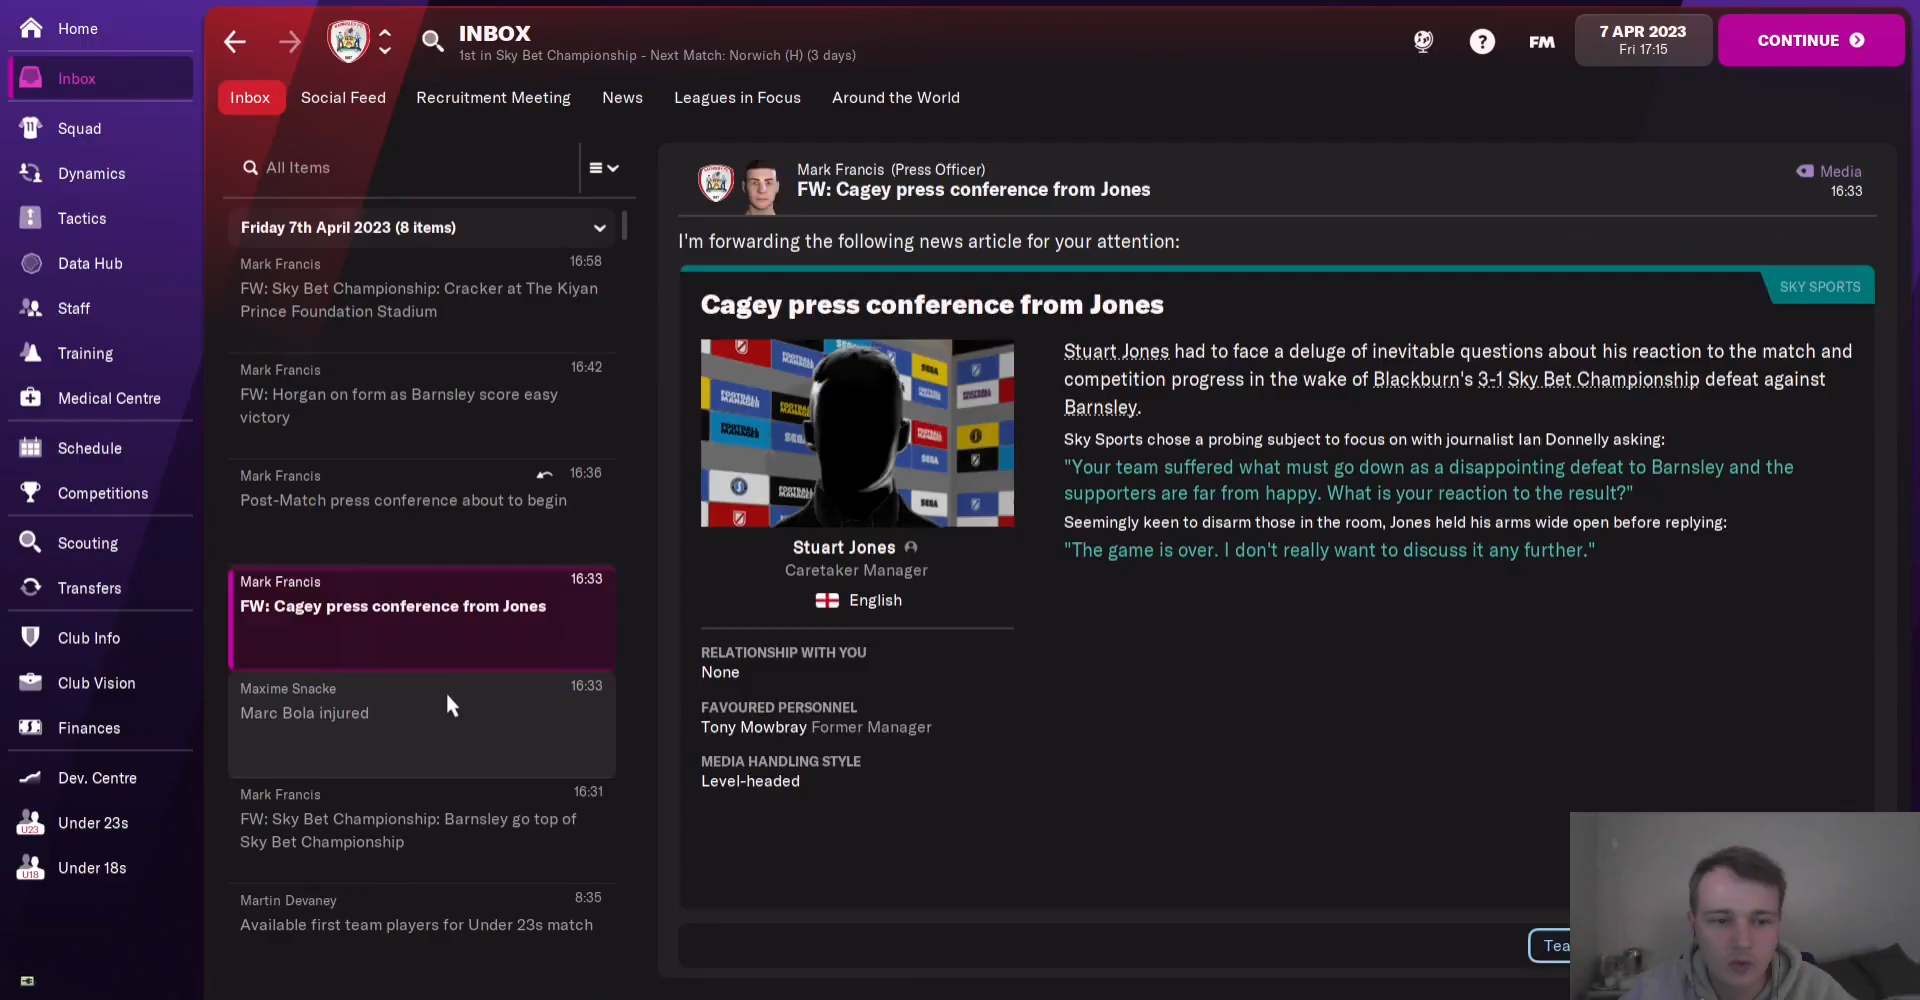 Home
Inbox
Squad
Dynamics
Tactics
Data Hub
Staff
Training
Medical Centre
Schedule
Competitions
Scouting
Transfers
Club Info
Club Vision
Finances
Dev. Centre
U23 Under 23s
U18 Under 18s
INBOX
1st in Sky Bet Championship - Next Match: Norwich (H) (3 days)
?
FM
7 APR 2023
Fri 17:15
CONTINUE
Inbox Social Feed Recruitment Meeting News Leagues in Focus Around the World
All Items
Friday 7th April 2023 (8 items)
Mark Francis 16:58
FW: Sky Bet Championship: Cracker at The Kiyan
Prince Foundation Stadium
Mark Francis 16:42
FW: Horgan on form as Barnsley score easy
victory
Mark Francis 16:36
Post-Match press conference about to begin
Mark Francis 16:33
FW: Cagey press conference from Jones
Maxime Snacke 16:33
Marc Bola injured
Mark Francis 16:31
FW: Sky Bet Championship: Barnsley go top of
Sky Bet Championship
Martin Devaney 8:35
Available first team players for Under 23s match
Mark Francis (Press Officer)
FW: Cagey press conference from Jones
Media
16:33
I'm forwarding the following news article for your attention:
SKY SPORTS
Cagey press conference from Jones
Stuart Jones had to face a deluge of inevitable questions about his reaction to the match and
competition progress in the wake of Blackburn's 3-1 Sky Bet Championship defeat against
Barnsley.
Sky Sports chose a probing subject to focus on with journalist Ian Donnelly asking:
"Your team suffered what must go down as a disappointing defeat to Barnsley and the
supporters are far from happy. What is your reaction to the result?"
Seemingly keen to disarm those in the room, Jones held his arms wide open before replying:
"The game is over. I don't really want to discuss it any further."
Stuart Jones
Caretaker Manager
English
RELATIONSHIP WITH YOU
None
FAVOURED PERSONNEL
Tony Mowbray Former Manager
MEDIA HANDLING STYLE
Level-headed
Tea